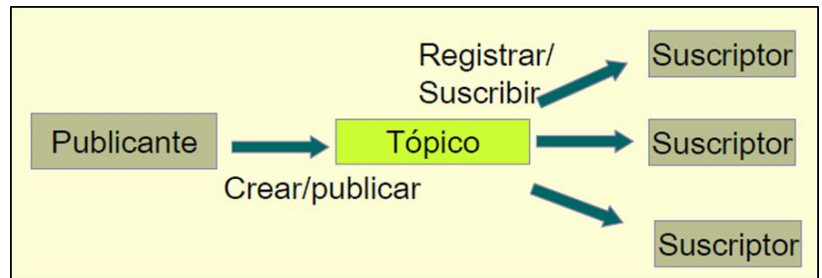 Registrar/
Suscribir
Suscriptor
Publicante
Tópico
Suscriptor
Crear/publicar
Suscriptor